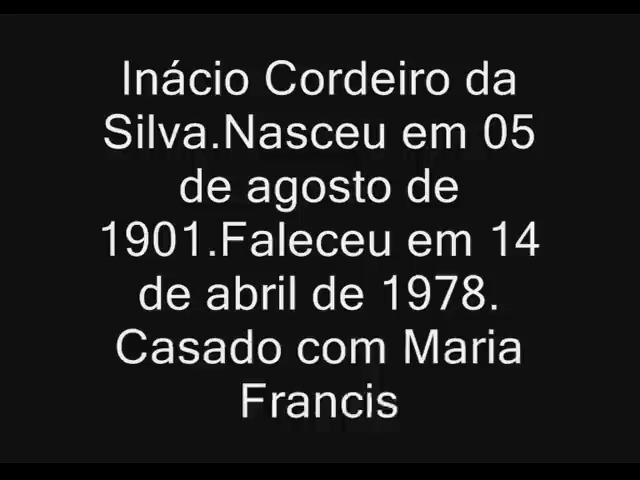 Inácio Cordeiro da
Silva.Nasceu em 05
de agosto de
1901.Faleceu em 14
de abril de 1978.
Casado com Maria
Francis